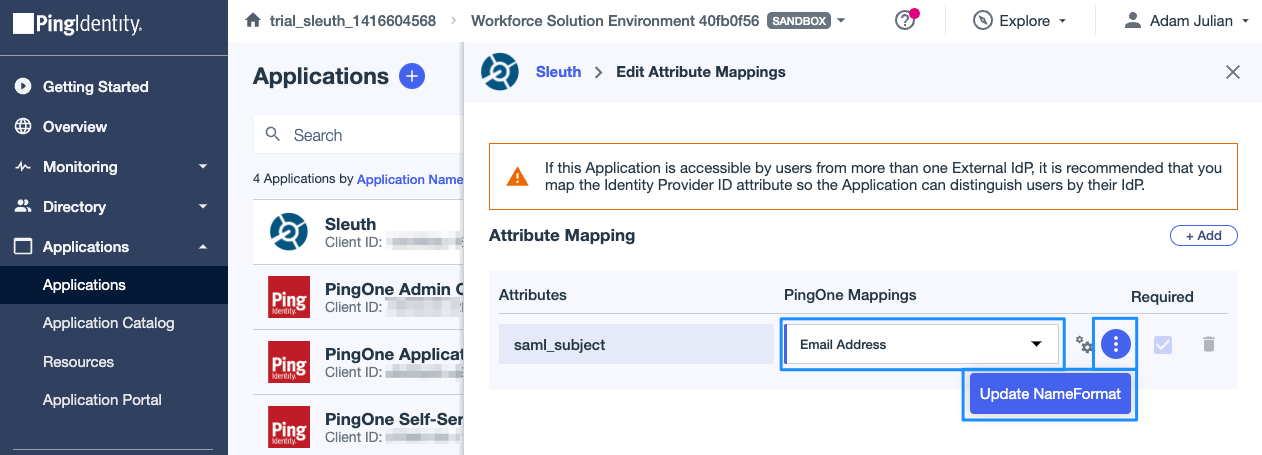 PingIdentity.
trial_sleuth_1416604568
Workforce Solution Environment 40fb0f56 SANDBOX
Explore
Adam Julian
Getting Started
Overview
Monitoring
Directory
Applications
Applications
Application Catalog
Resources
Application Portal
Applications
Search
4 Applications by Application Name
Sleuth
Client ID:
Ping
Identity.
PingOne Admin C
Client ID:
Ping
Identity.
PingOne Applicat
Client ID:
Ping
Identity.
PingOne Self-Ser
Client ID:
Sleuth > Edit Attribute Mappings
If this Application is accessible by users from more than one External IdP, it is recommended that you
map the Identity Provider ID attribute so the Application can distinguish users by their IdP.
Attribute Mapping
+ Add
Attributes
PingOne Mappings
Required
saml_subject
Email Address
Update NameFormat